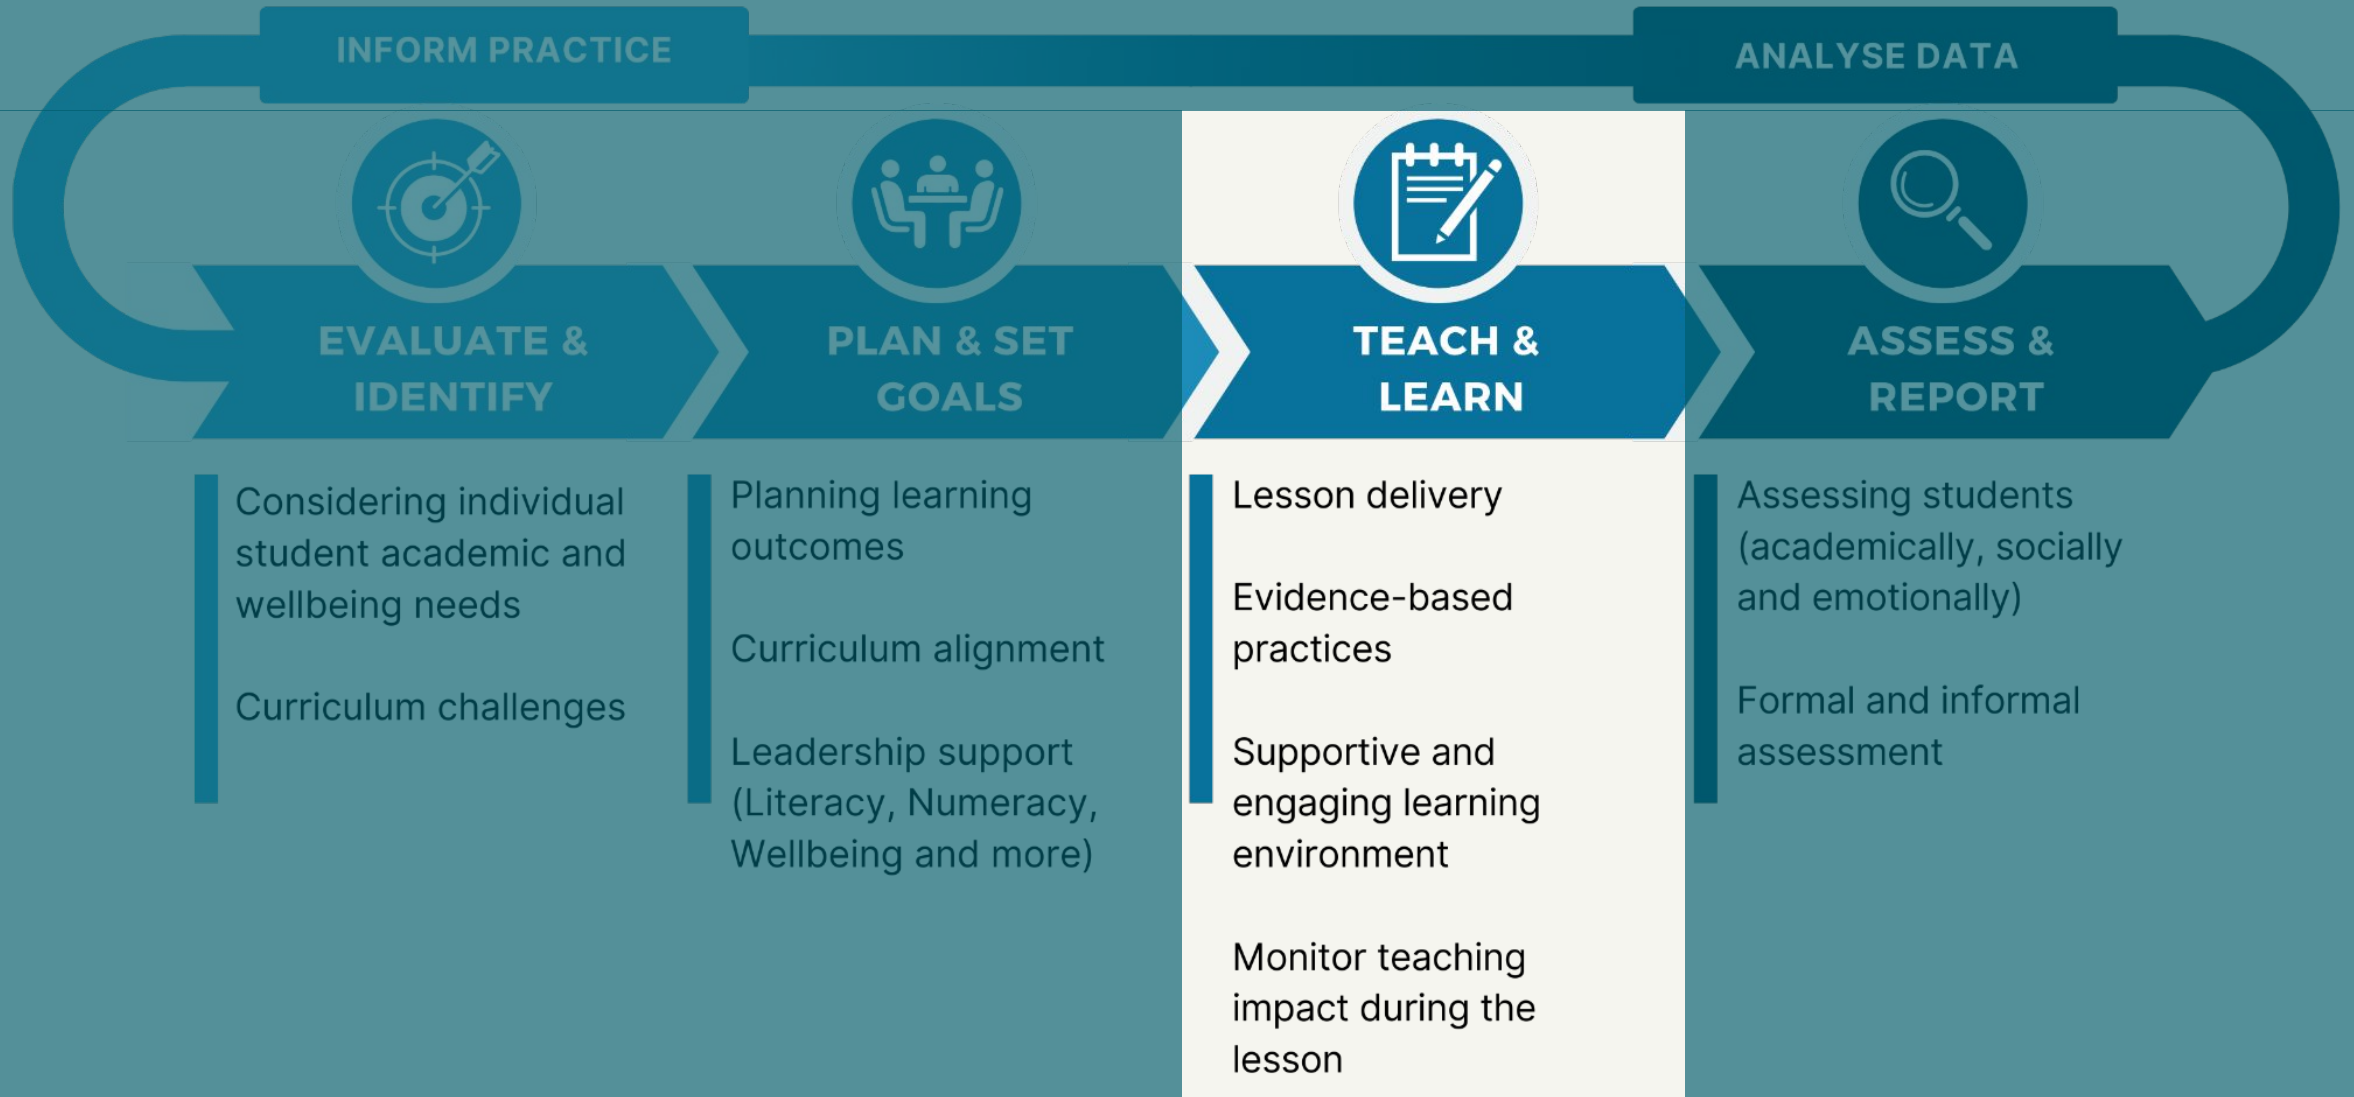 INFORM PRACTICE
ANALYSE DATA
EVALUATE &
IDENTIFY
Considering individual
student academic and
wellbeing needs
Curriculum challenges
PLAN & SET
GOALS
Planning learning
outcomes
Curriculum alignment
Leadership support
(Literacy, Numeracy,
Wellbeing and more)
TEACH &
LEARN
Lesson delivery
Evidence-based
practices
Supportive and
engaging learning
environment
Monitor teaching
impact during the
lesson
ASSESS &
REPORT
Assessing students
(academically, socially
and emotionally)
Formal and informal
assessment